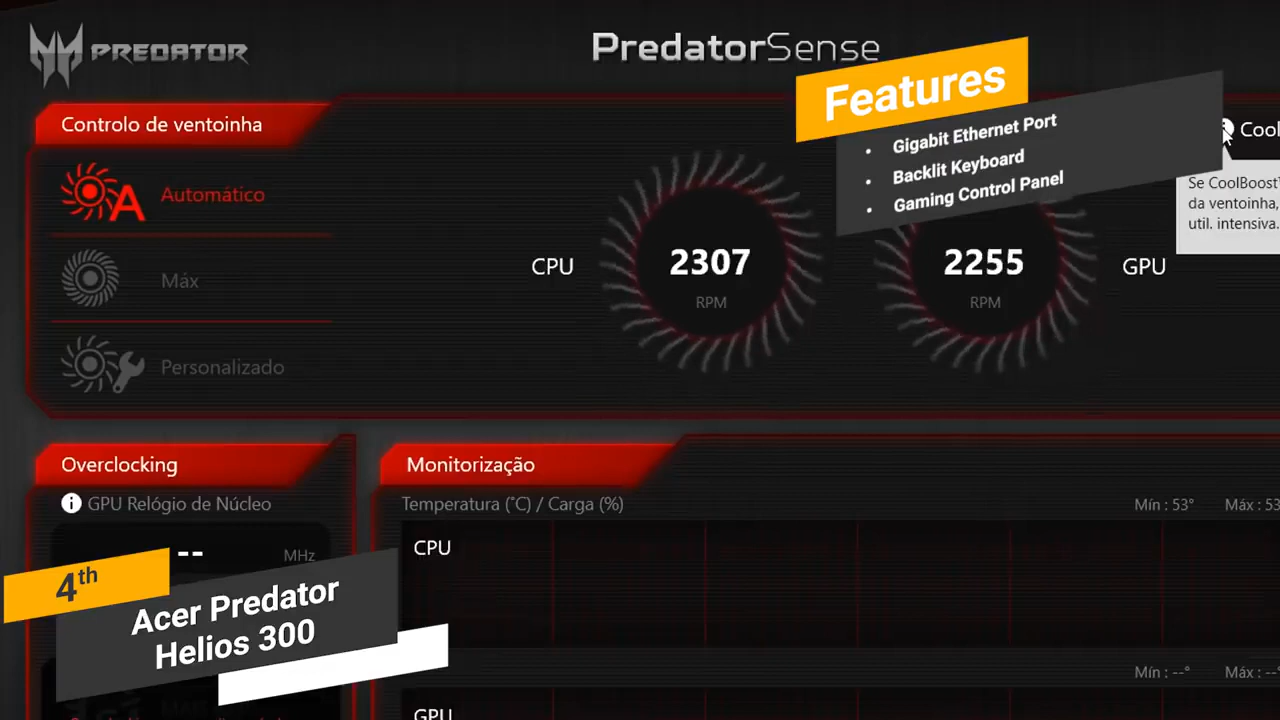 PREDATOR
PredatorSense
Features
Gigabit Ethernet Port
Backlit Keyboard
Gaming Control Panel
Controlo de ventoinha
Automático
Máx
Personalizado
CPU
2307
RPM
2255
RPM
GPU
Se CoolBoost
da ventoinha,
util. intensiva.
Overclocking
GPU Relógio de Núcleo
--
MHz
Monitorização
Temperatura (°C) / Carga (%)
Mín : 53°
Máx : 53
CPU
Mín : --°
Máx : --°
GPU
4th
Acer Predator
Helios 300